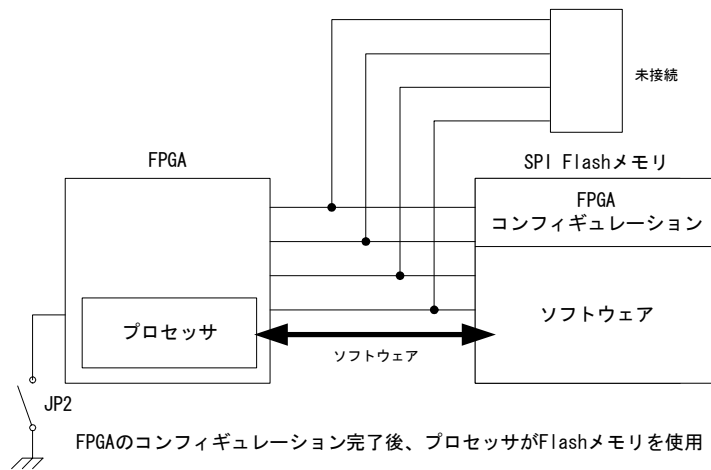 未接続
FPGA
SPI Flashメモリ
FPGA
コンフィギュレーション
プロセッサ
ソフトウェア
ソフトウェア
JP2
FPGAのコンフィギュレーション完了後、プロセッサがFlashメモリを使用